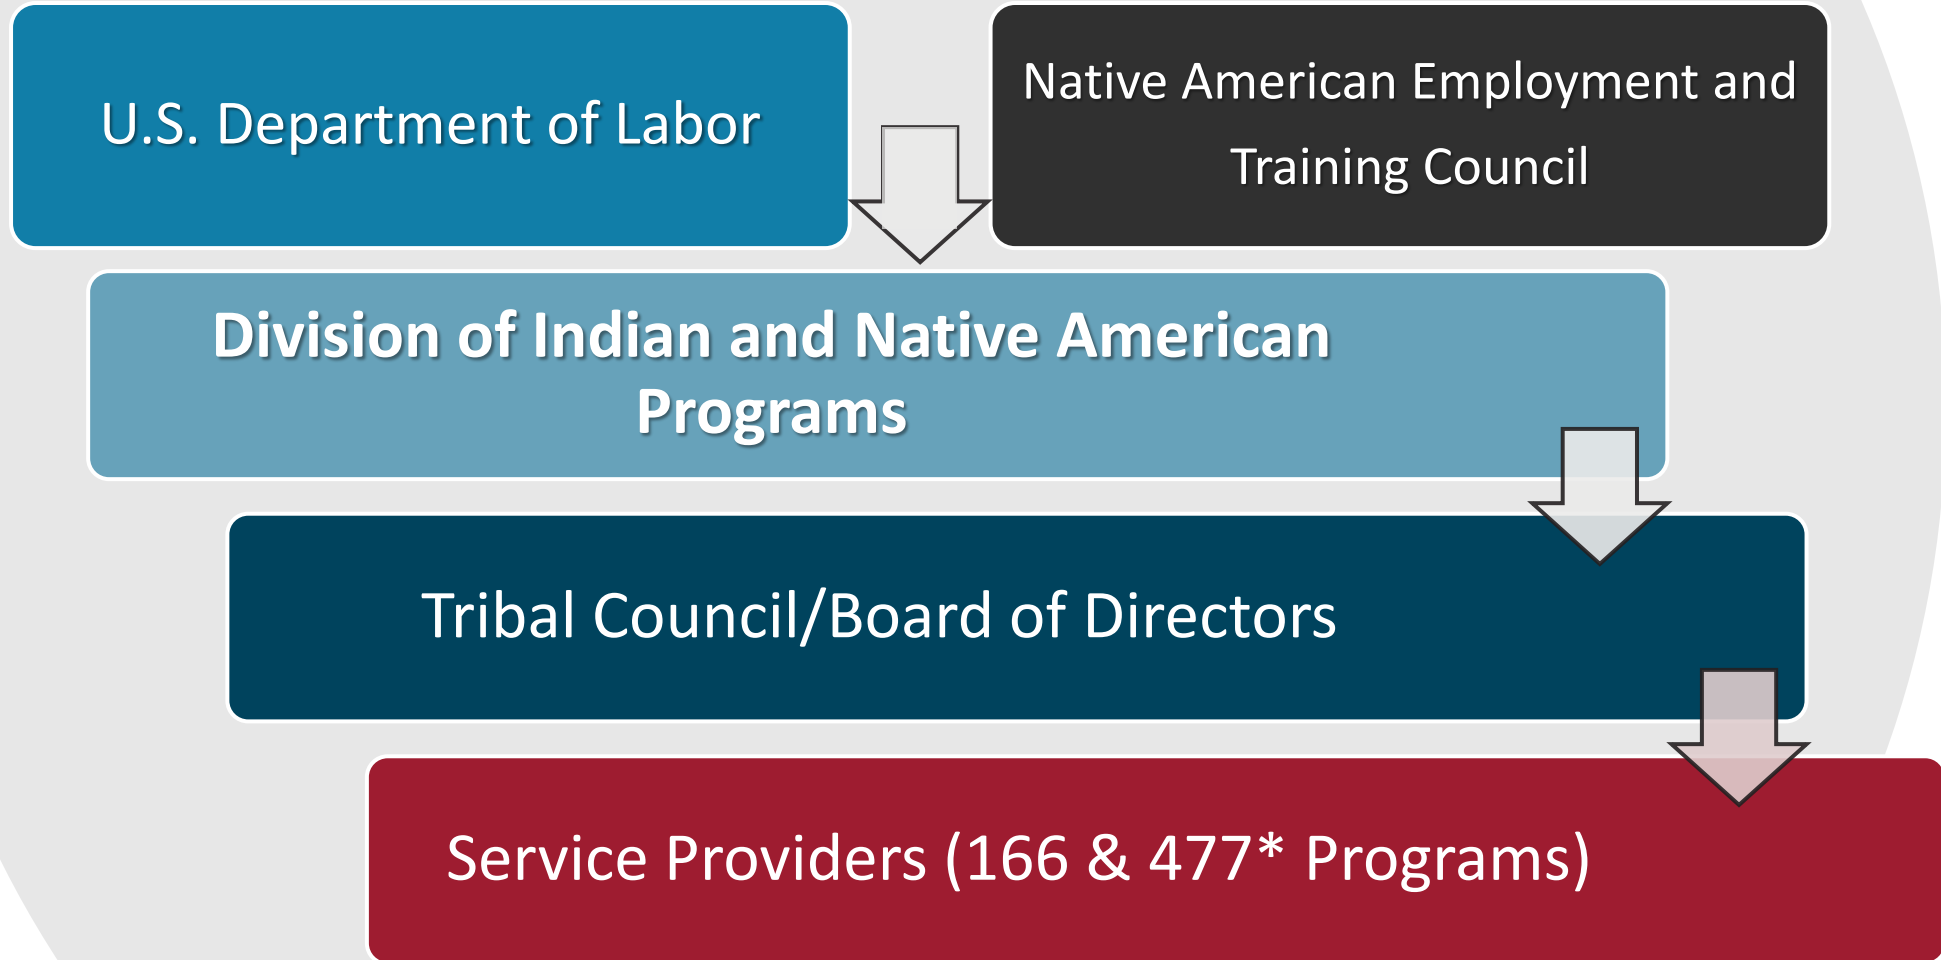 U.S. Department of Labor
Native American Employment and
Training Council
Division of Indian and Native American
Programs
Tribal Council/Board of Directors
Service Providers (166 & 477* Programs)